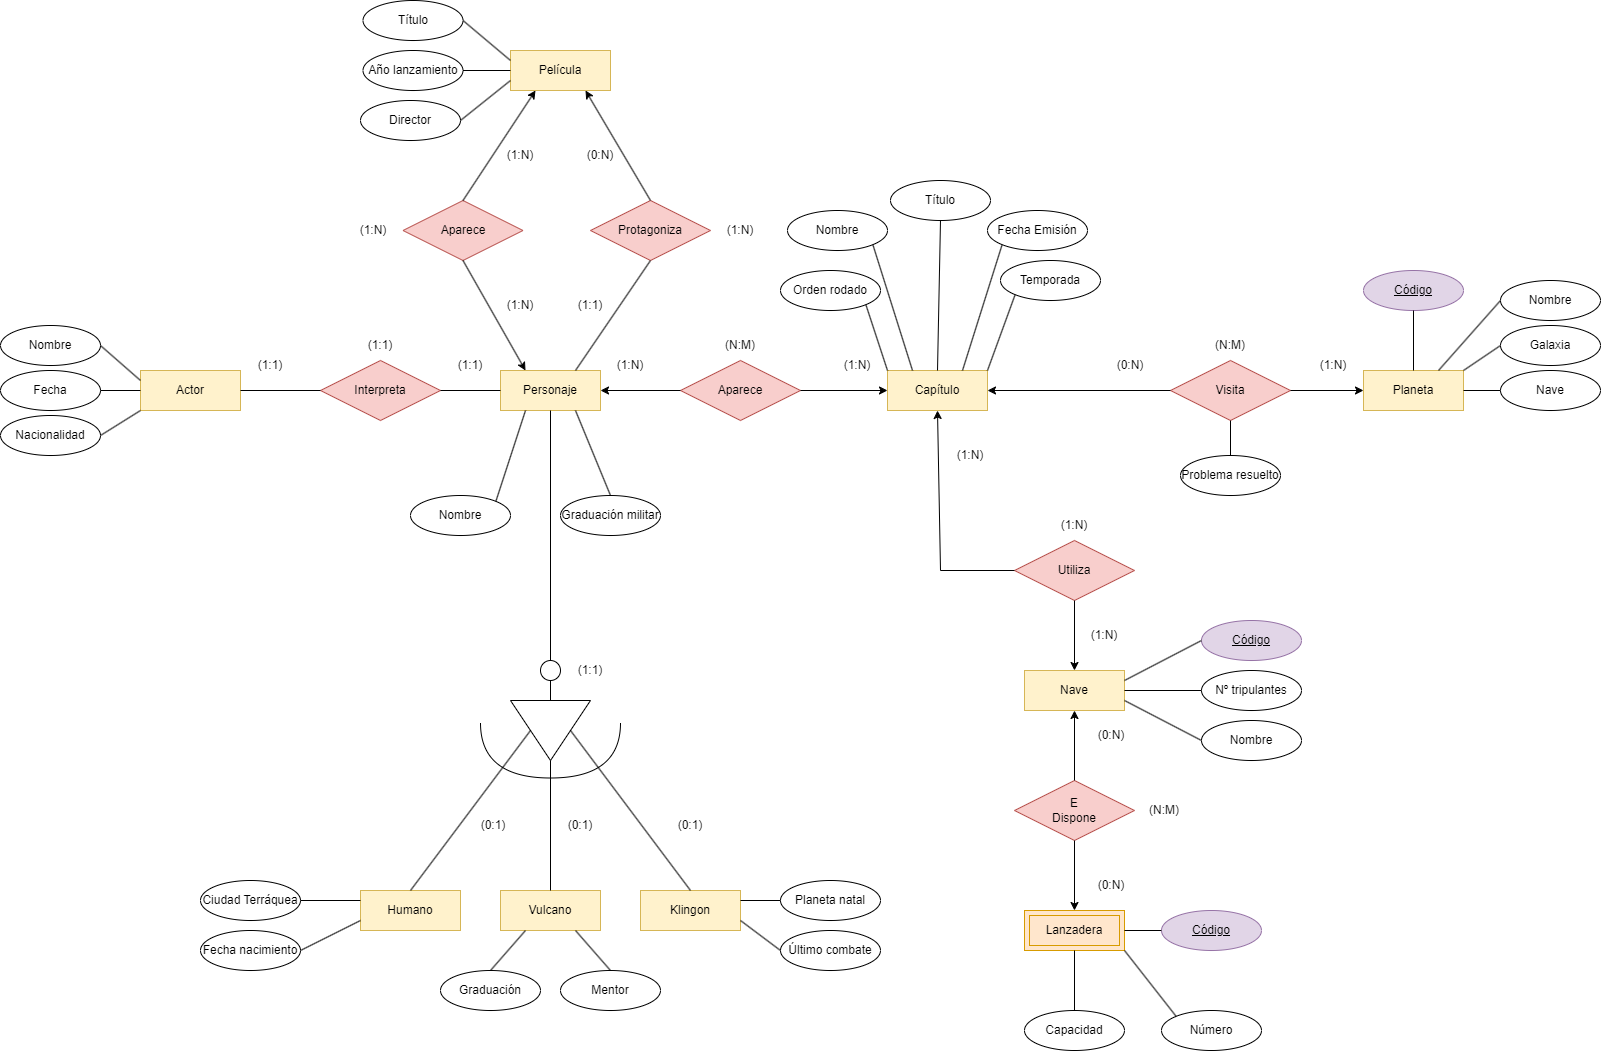 Título
Año lanzamiento
Película
Director
(1:N)
(0:N)
(1:N)
Aparece
Protagoniza
(1:N)
(1:N)
(1:1)
Título
Nombre
Fecha Emisión
Orden rodado
Temporada
Código
Nombre
Galaxia
Nave
Nombre
Fecha
Nacionalidad
Actor
(1:1)
(1:1)
Interpreta
(1:1)
Personaje
(1:N)
(N:M)
Aparece
(1:N)
Capítulo
(0:N)
(N:M)
Visita
(1:N)
Planeta
Problema resuelto
(1:N)
Nombre
Graduación militar
(1:N)
Utiliza
(1:N)
Código
Nº tripulantes
Nombre
Nave
(1:1)
(0:N)
E
Dispone
(N:M)
(0:N)
(0:1)
(0:1)
(0:1)
Ciudad Terráquea
Humano
Vulcano
Klingon
Planeta natal
Fecha nacimiento
Último combate
Graduación
Mentor
Lanzadera
Código
Capacidad
Número